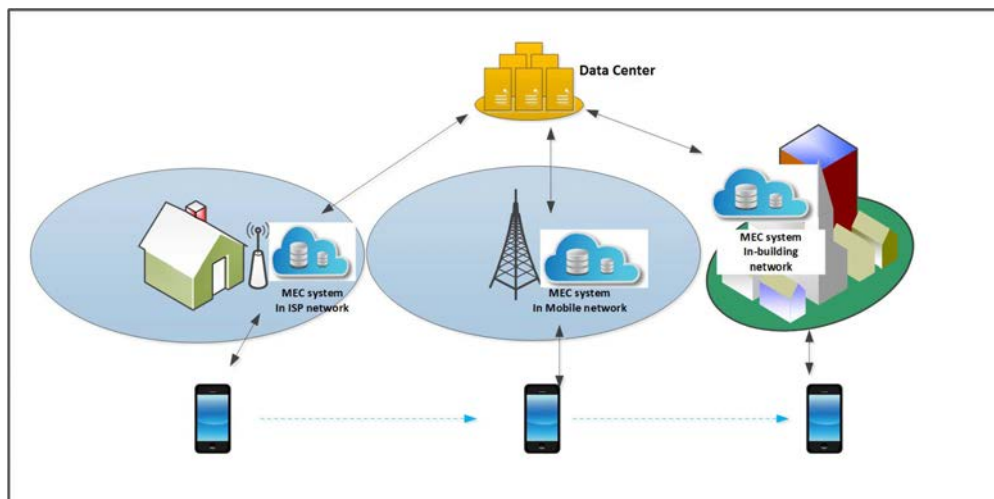 Data Center
MEC system
In ISP network
MEC system
In Mobile network
MEC system
In-building
network